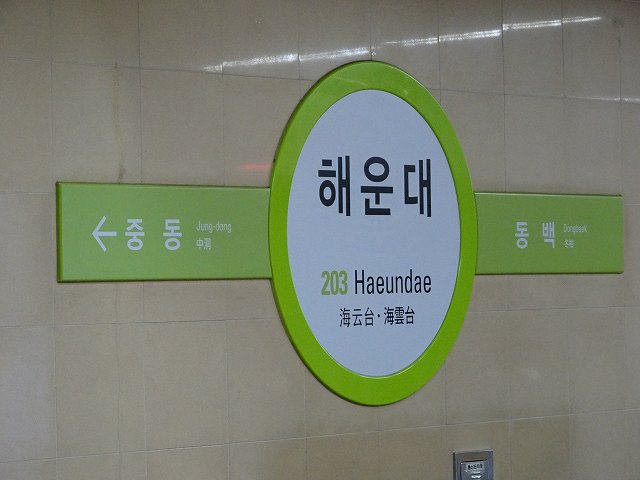 ← 중동 Jung-dong
中洞
해운대
203 Haeundae
海云台·海雲台
동백 Dongbaek
冬柏